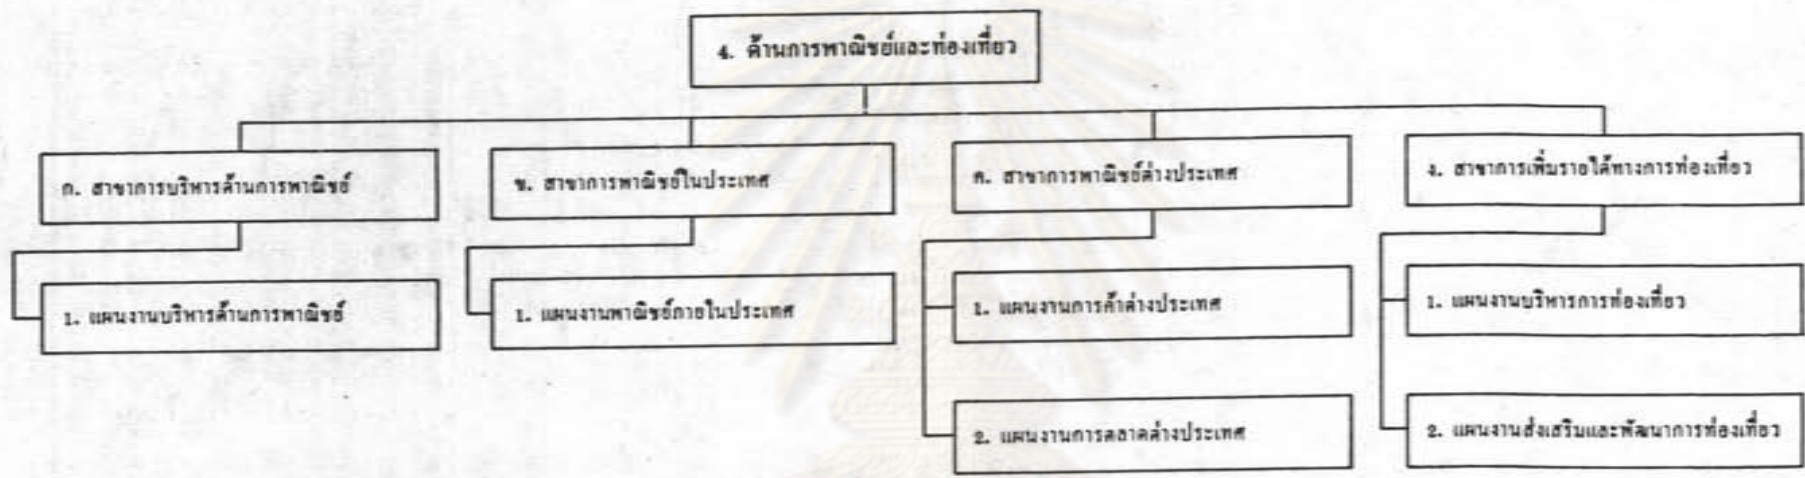 4. ด้านการพาณิชย์และท่องเที่ยว
ก. สาขาการบริหารด้านการพาณิชย์
ข. สาขาการพาณิชย์ในประเทศ
ค. สาขาการพาณิชย์ต่างประเทศ
ง. สาขาการเพิ่มรายได้ทางการท่องเที่ยว
1. แผนงานบริหารด้านการพาณิชย์
1. แผนงานพาณิชย์ภายในประเทศ
1. แผนงานการค้าต่างประเทศ
1. แผนงานบริหารการท่องเที่ยว
2. แผนงานการตลาดต่างประเทศ
2. แผนงานส่งเสริมและพัฒนาการท่องเที่ยว